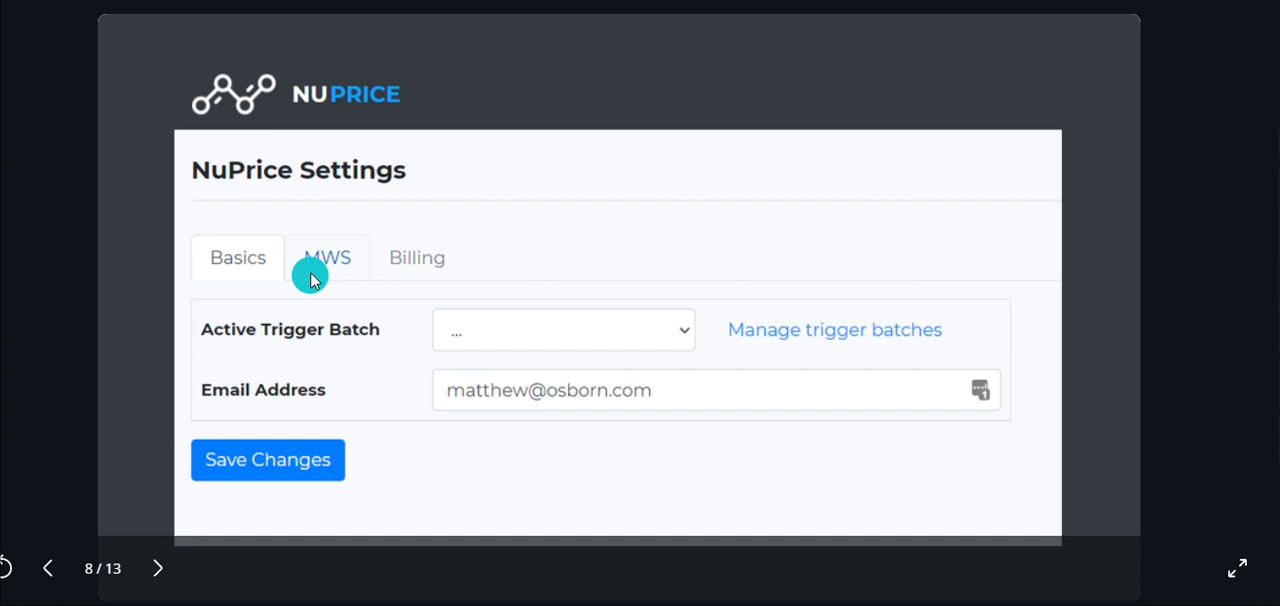 NUPRICE
NuPrice Settings
Basics MWS Billing
Active Trigger Batch ... Manage trigger batches
Email Address matthew@osborn.com
Save Changes
8 / 13